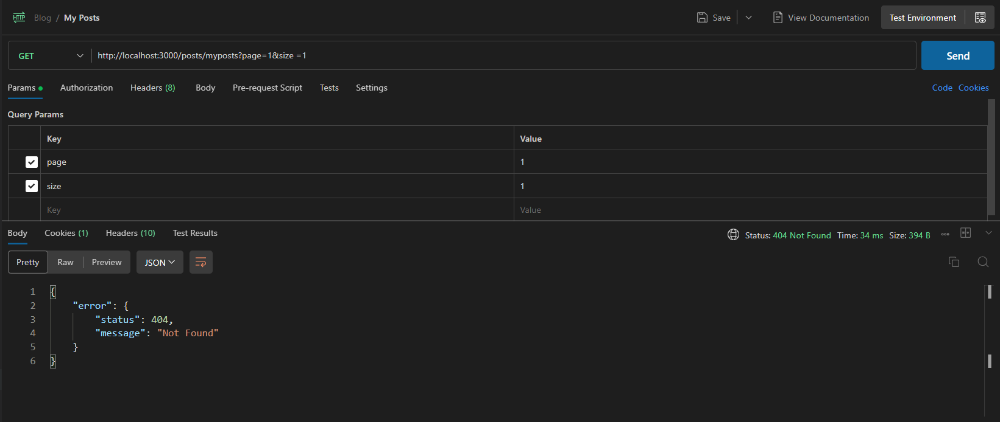 HTTP Blog / My Posts Save View Documentation Test Environment
GET http://localhost:3000/posts/myposts?page=1&size =1 Send
Params Authorization Headers (8) Body Pre-request Script Tests Settings Code Cookies
Query Params
Key Value
page 1
size 1
Key Value
Body Cookies (1) Headers (10) Test Results Status: 404 Not Found Time: 34 ms Size: 394 B
Pretty Raw Preview JSON
1 {
2 "error": {
3 "status": 404,
4 "message": "Not Found"
5 }
6 }